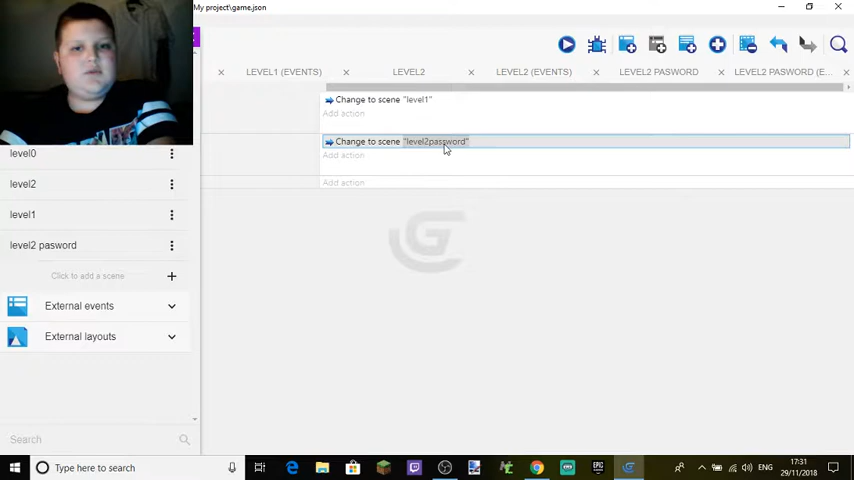 My project\game.json
LEVEL1 (EVENTS)
LEVEL2
LEVEL2 (EVENTS)
LEVEL2 PASWORD
LEVEL2 PASWORD (E...
Change to scene "level1"
Add action
Change to scene "level2password"
Add action
Add action
level0
level2
level1
level2 pasword
Click to add a scene
External events
External layouts
Search
Type here to search
EPIC
ENG
17:31
29/11/2018